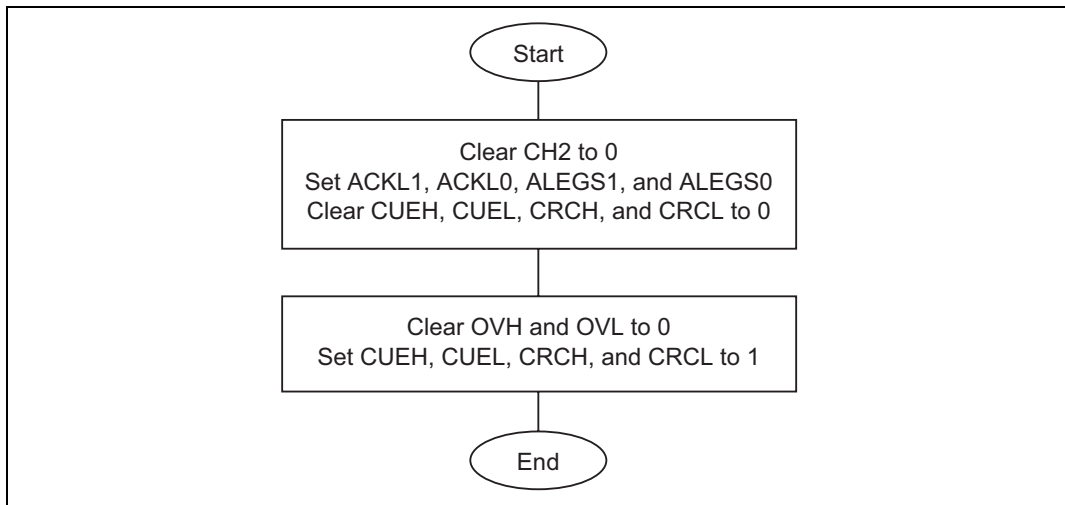 Start
Clear CH2 to 0
Set ACKL1, ACKL0, ALEGS1, and ALEGS0
Clear CUEH, CUEL, CRCH, and CRCL to 0
Clear OVH and OVL to 0
Set CUEH, CUEL, CRCH, and CRCL to 1
End